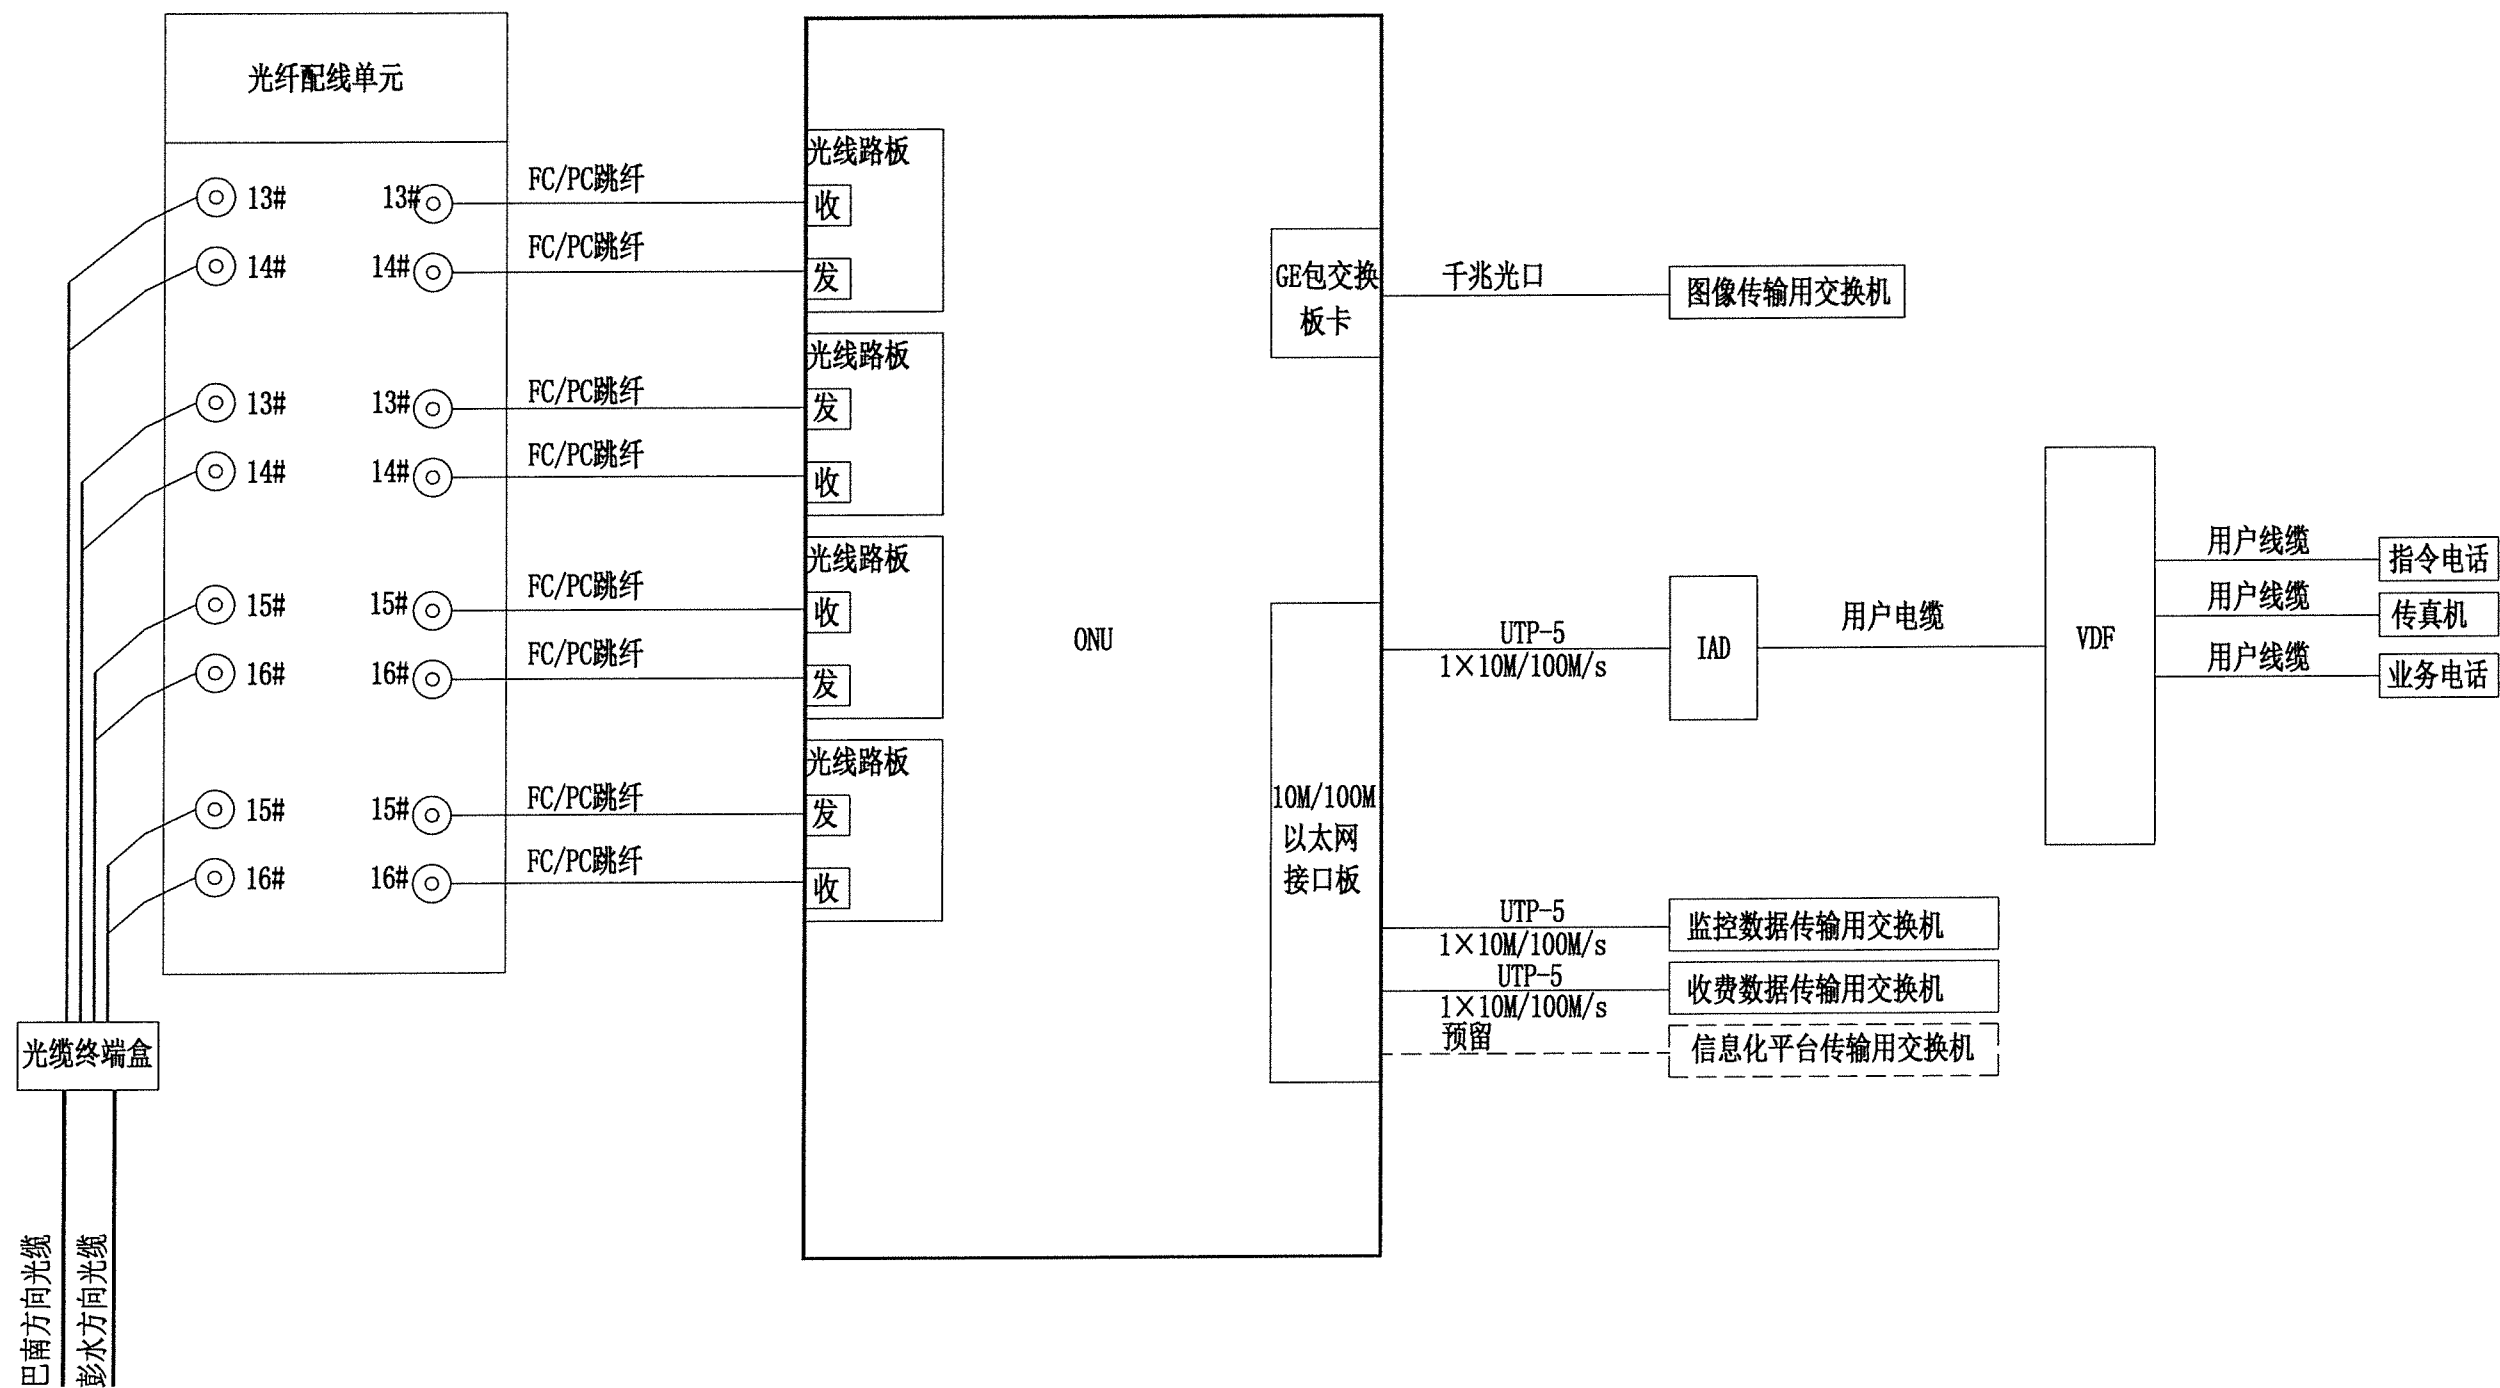 光纤配线单元
13#
13#
14#
14#
13#
13#
14#
14#
15#
15#
16#
16#
15#
15#
16#
16#
FC/PC跳纤
FC/PC跳纤
FC/PC跳纤
FC/PC跳纤
FC/PC跳纤
FC/PC跳纤
FC/PC跳纤
FC/PC跳纤
光线路板
收
发
光线路板
发
收
光线路板
收
发
光线路板
发
收
ONU
GE包交换
板卡
10M/100M
以太网
接口板
千兆光口
图像传输用交换机
UTP-5
1×10M/100M/s
IAD
用户电缆
VDF
用户线缆
指令电话
用户线缆
传真机
用户线缆
业务电话
UTP-5
1×10M/100M/s
监控数据传输用交换机
UTP-5
1×10M/100M/s
收费数据传输用交换机
预留
信息化平台传输用交换机
光缆终端盒
巴南方向光缆
彭水方向光缆